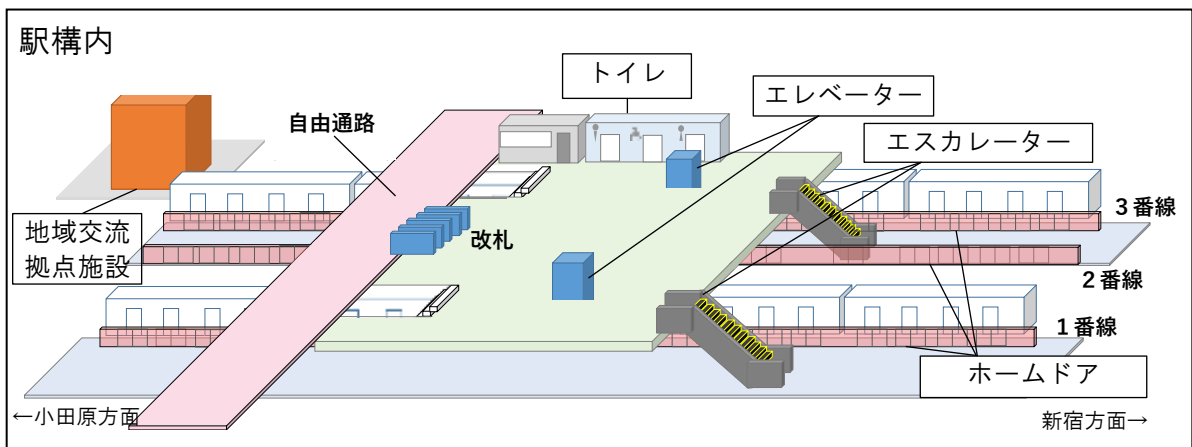 駅構内
トイレ
エレベーター
自由通路
エスカレーター
地域交流
拠点施設
改札
3番線
2番線
1番線
ホームドア
←小田原方面
新宿方面→